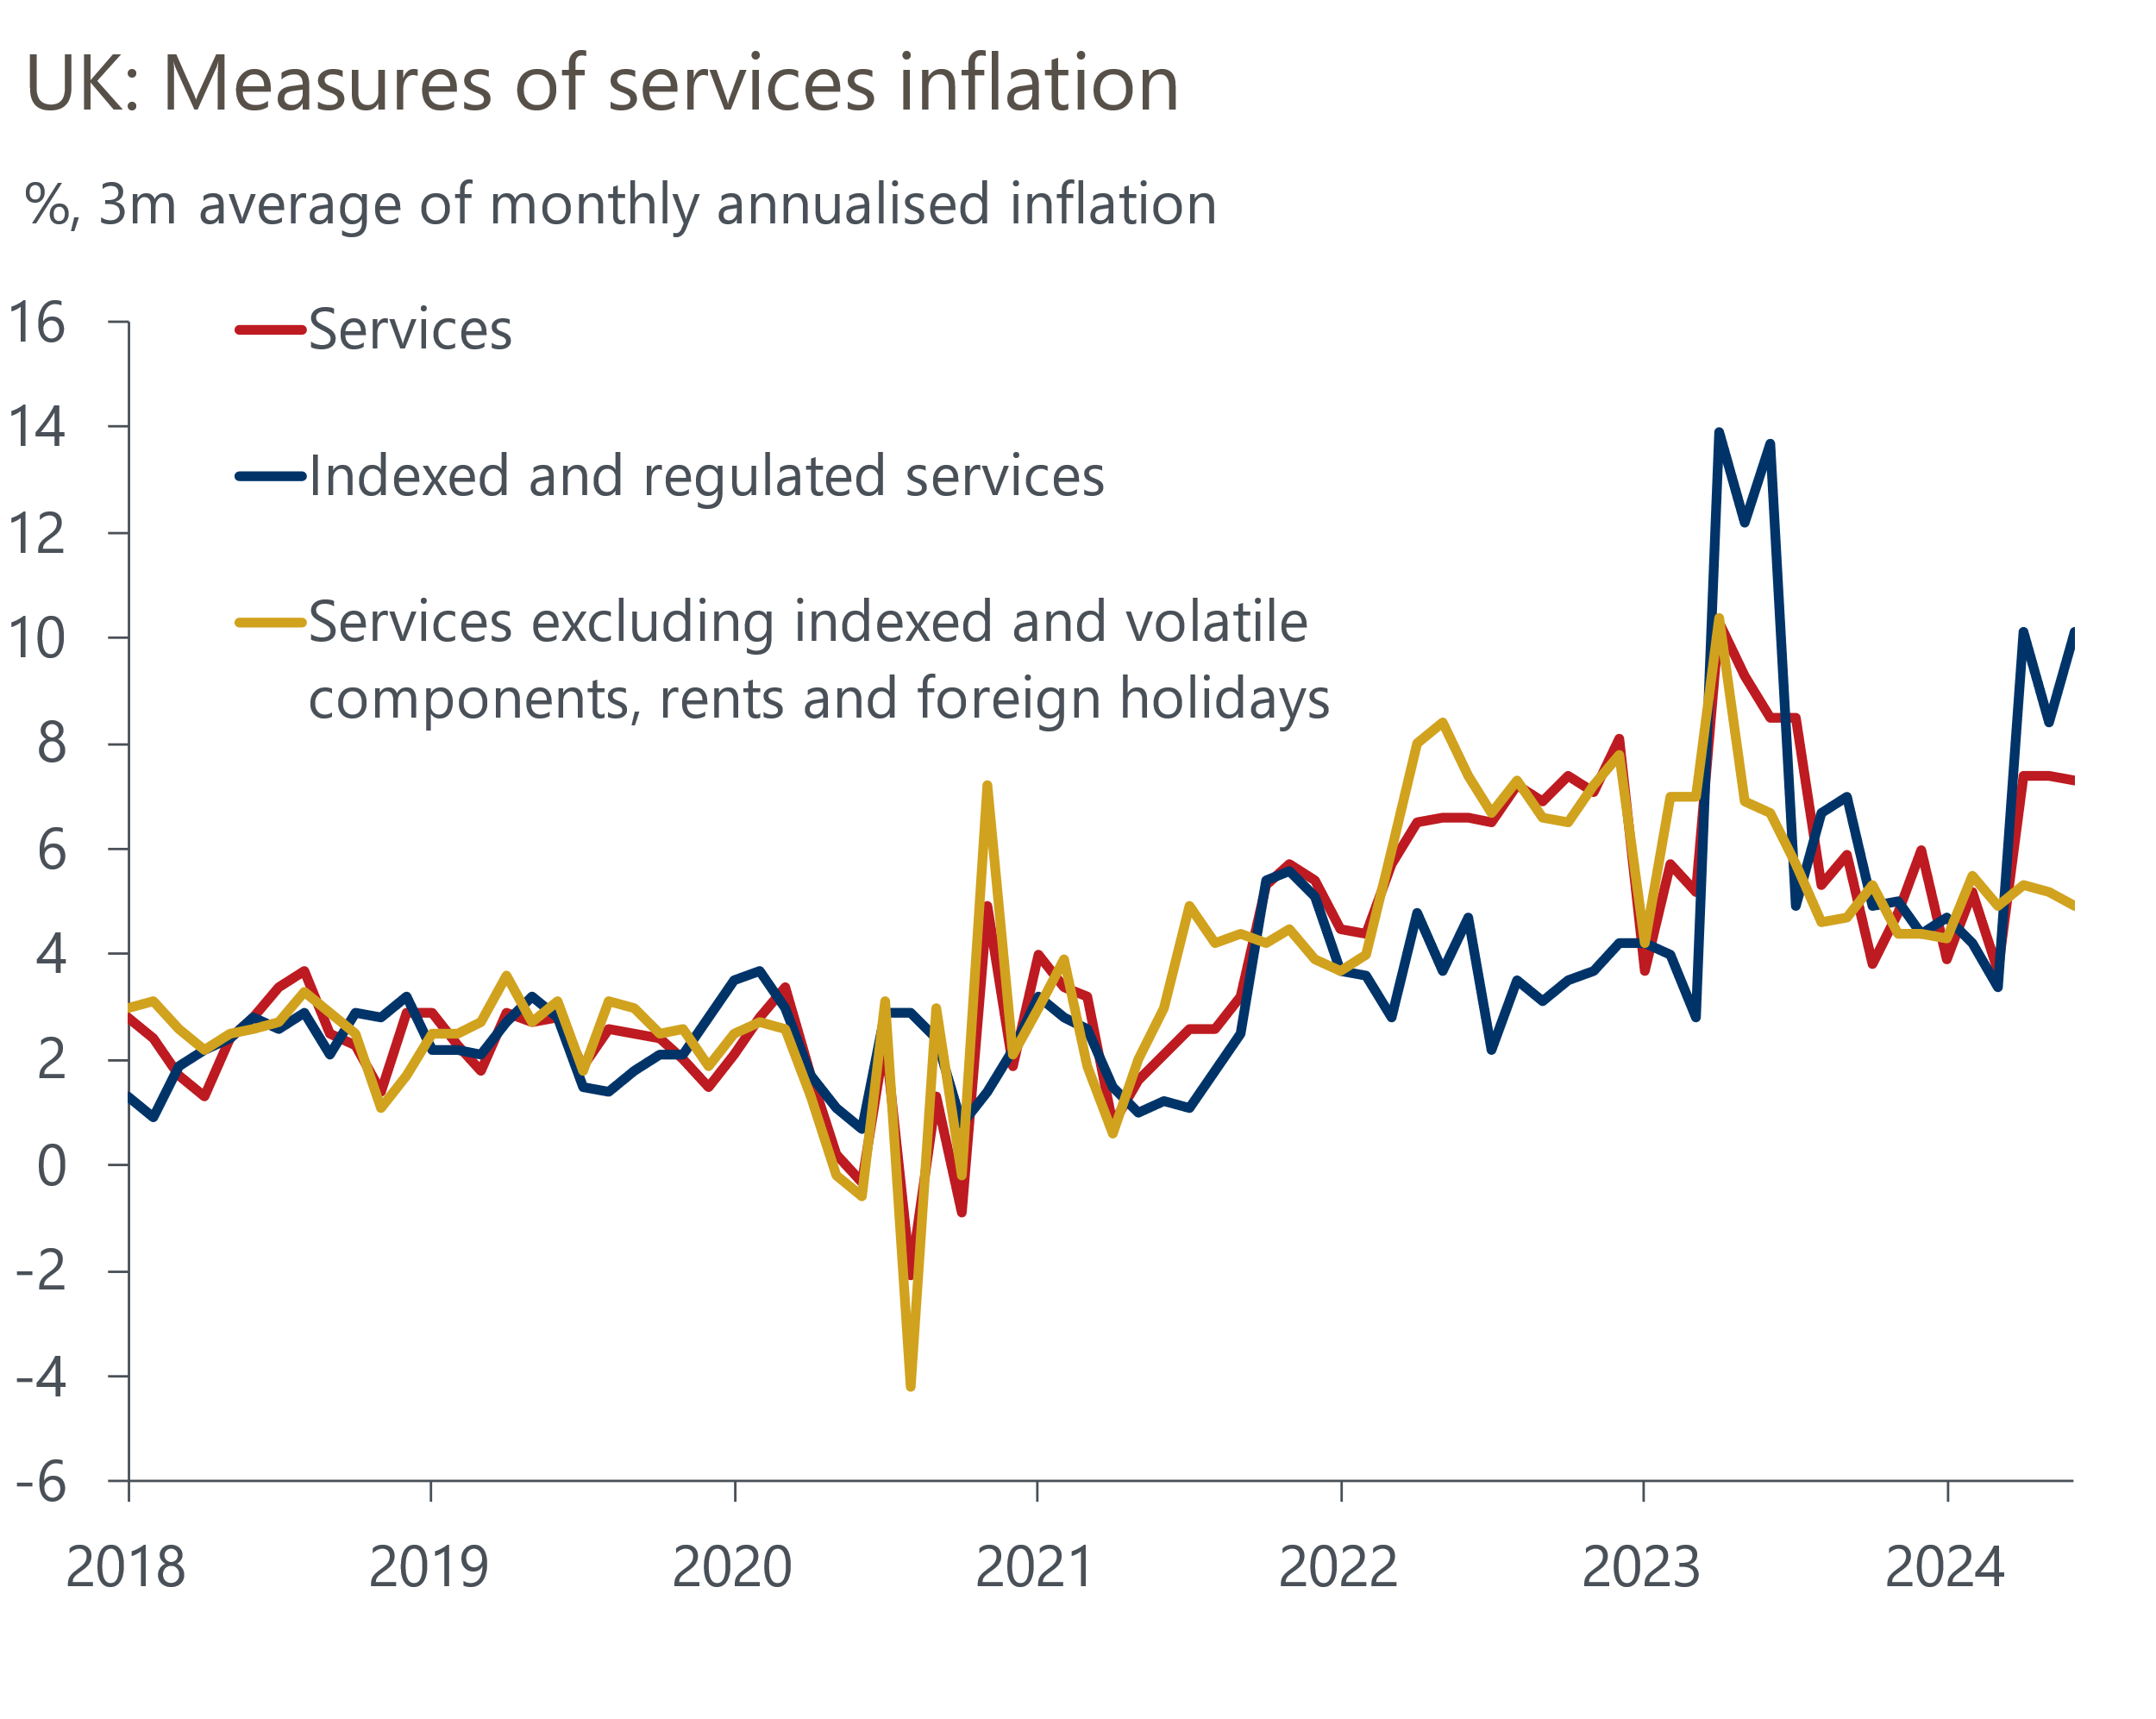 UK: Measures of services inflation
%, 3m average of monthly annualised inflation
16
14
12
10
8
6
4
2
0
-2
-4
-6
Services
Indexed and regulated services
Services excluding indexed and volatile
components, rents and foreign holidays
2018 2019 2020 2021 2022 2023 2024